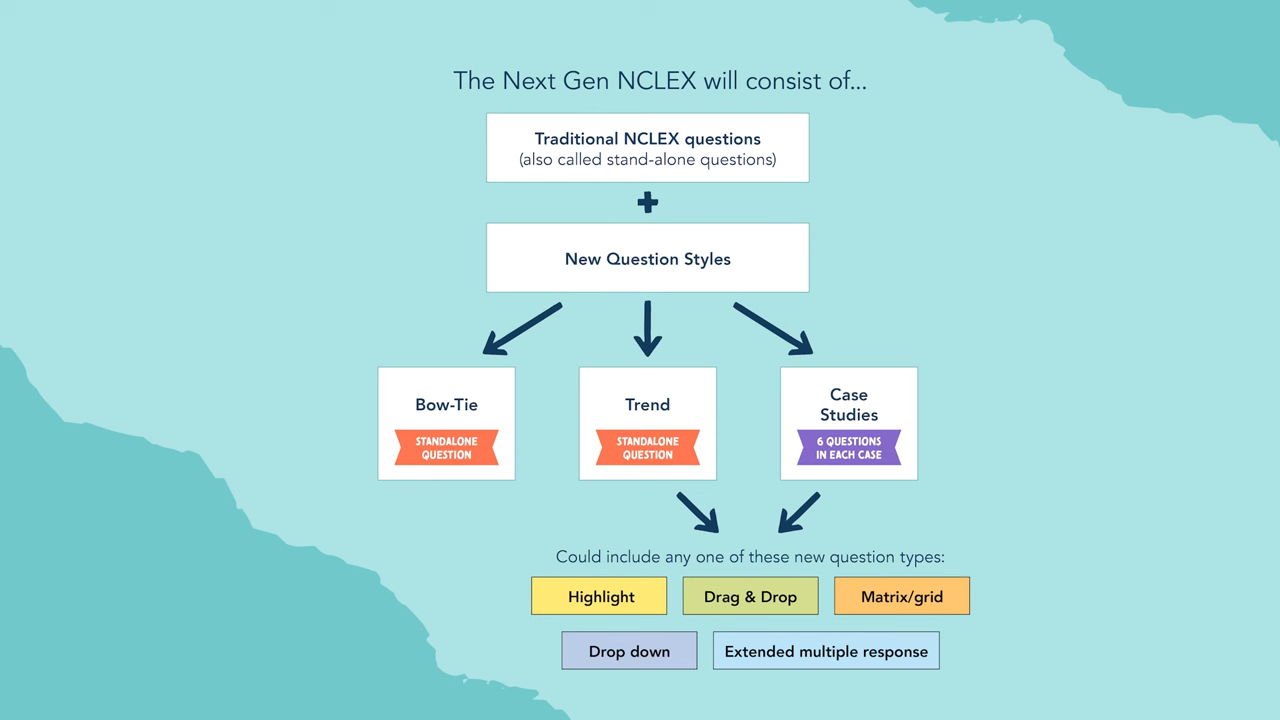 The Next Gen NCLEX will consist of...
Traditional NCLEX questions
(also called stand-alone questions)
+
New Question Styles
Bow-Tie
STANDALONE
QUESTION
Trend
STANDALONE
QUESTION
Case
Studies
6 QUESTIONS
IN EACH CASE
Could include any one of these new question types:
Highlight
Drag & Drop
Matrix/grid
Drop down
Extended multiple response